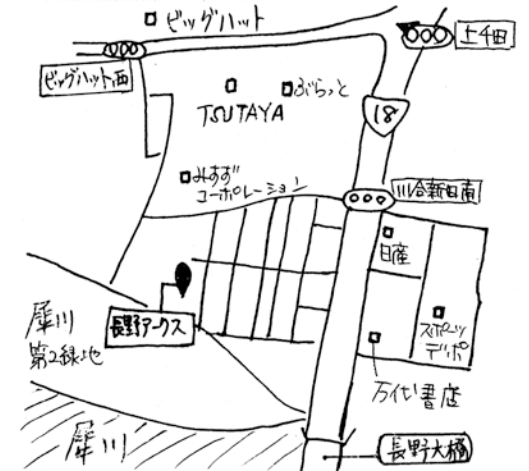 ビッグハット
上千田
ビッグハット西
TSUTAYA
ぷらっと
18
みすず
コーポレーション
川合新田南
日産
スポーツ
デポ
万代書店
長野アークス
犀川
第2緑地
犀川
長野大橋